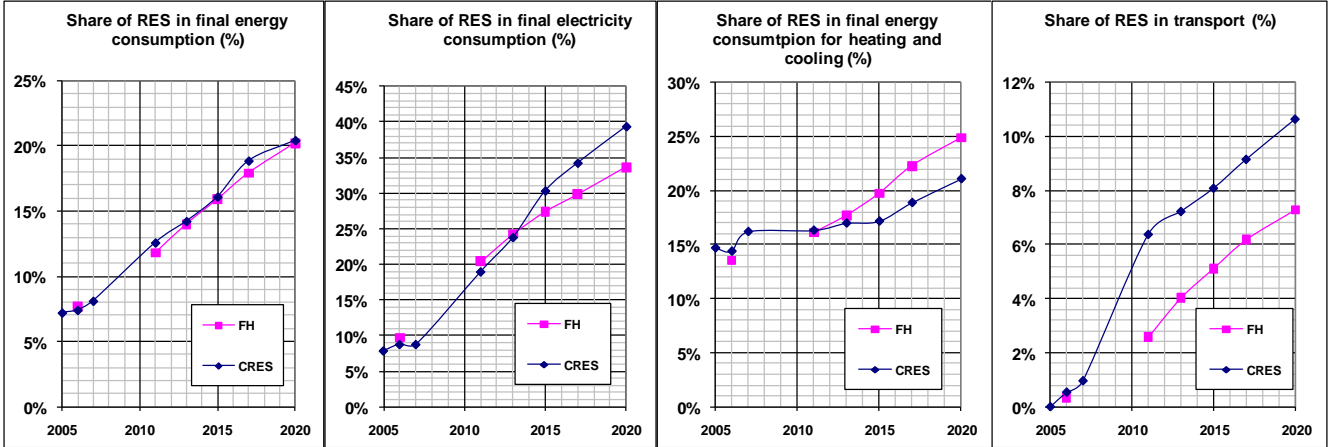 Share of RES in final energy
consumption (%)
25%
20%
15%
10%
5%
0%
2005 2010 2015 2020
FH
CRES
Share of RES in final electricity
consumption (%)
45%
40%
35%
30%
25%
20%
15%
10%
5%
0%
2005 2010 2015 2020
FH
CRES
Share of RES in final energy
consumtpion for heating and
cooling (%)
30%
25%
20%
15%
10%
5%
0%
2005 2010 2015 2020
FH
CRES
Share of RES in transport (%)
12%
10%
8%
6%
4%
2%
0%
2005 2010 2015 2020
FH
CRES